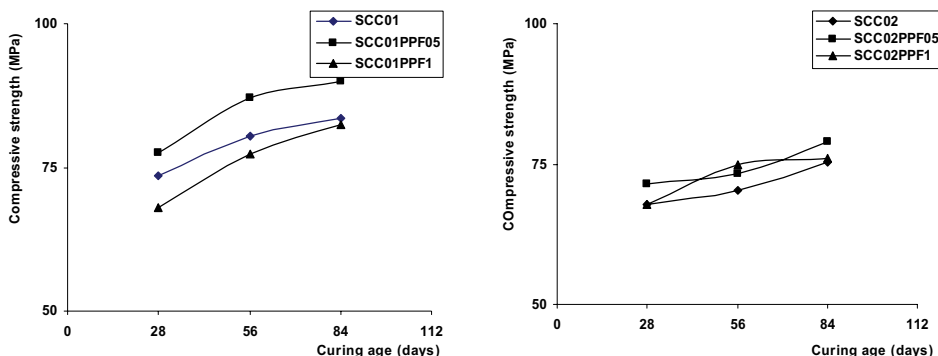 100
75
50
0
28
56
84
112
Compressive strength (MPa)
Curing age (days)
SCC01
SCC01PPF05
SCC01PPF1
100
75
50
0
28
56
84
112
COmpressive strength (MPa)
Curing age (days)
SCC02
SCC02PPF05
SCC02PPF1